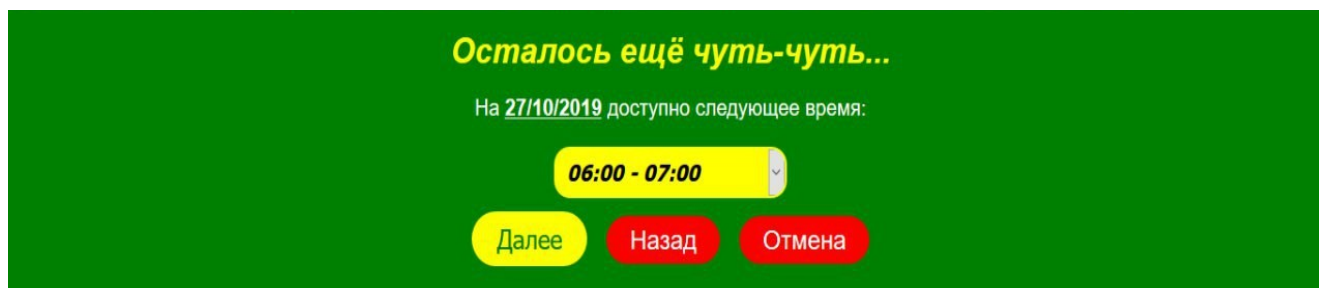 Осталось ещё чуть-чуть...
На 27/10/2019 доступно следующее время:
06:00 - 07:00
Далее Назад Отмена